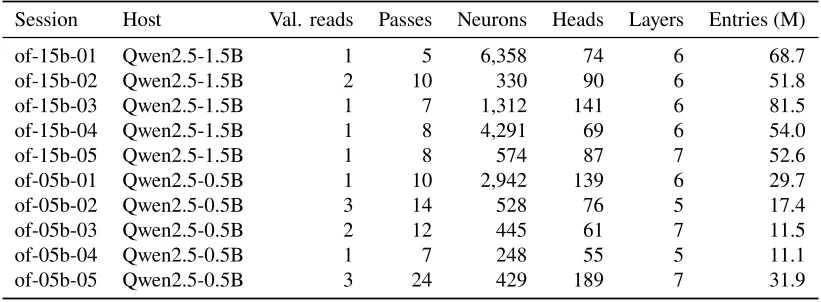 Session Host Val. reads Passes Neurons Heads Layers Entries (M)
of-15b-01 Qwen2.5-1.5B 1 5 6,358 74 6 68.7
of-15b-02 Qwen2.5-1.5B 2 10 330 90 6 51.8
of-15b-03 Qwen2.5-1.5B 1 7 1,312 141 6 81.5
of-15b-04 Qwen2.5-1.5B 1 8 4,291 69 6 54.0
of-15b-05 Qwen2.5-1.5B 1 8 574 87 7 52.6
of-05b-01 Qwen2.5-0.5B 1 10 2,942 139 6 29.7
of-05b-02 Qwen2.5-0.5B 3 14 528 76 5 17.4
of-05b-03 Qwen2.5-0.5B 2 12 445 61 7 11.5
of-05b-04 Qwen2.5-0.5B 1 7 248 55 5 11.1
of-05b-05 Qwen2.5-0.5B 3 24 429 189 7 31.9